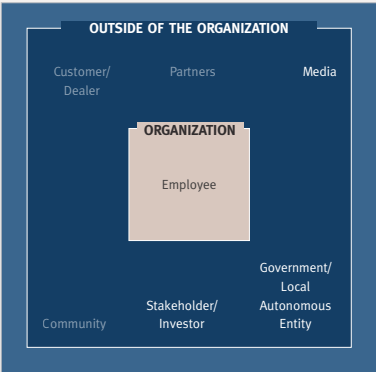 OUTSIDE OF THE ORGANIZATION
Customer/
Dealer
Partners
Media
ORGANIZATION
Employee
Community
Stakeholder/
Investor
Government/
Local
Autonomous
Entity